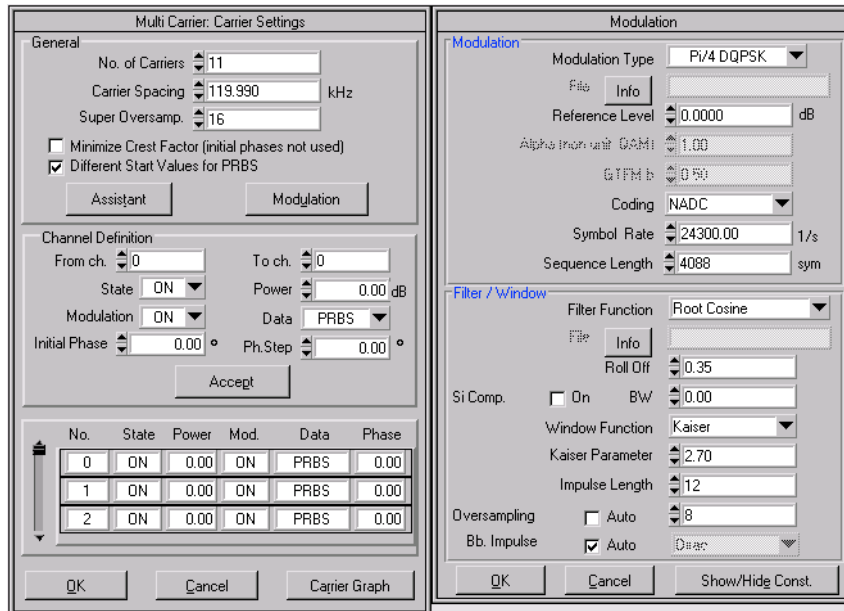 Multi Carrier: Carrier Settings
General
No. of Carriers 11
Carrier Spacing 119.990 kHz
Super Oversamp. 16
Minimize Crest Factor (initial phases not used)
Different Start Values for PRBS
Assistant Modulation
Channel Definition
From ch. 0 To ch. 0
State ON Power 0.00 dB
Modulation ON Data PRBS
Initial Phase 0.00 ° Ph.Step 0.00 °
Accept
No. State Power Mod. Data Phase
0 ON 0.00 ON PRBS 0.00
1 ON 0.00 ON PRBS 0.00
2 ON 0.00 ON PRBS 0.00
OK Cancel Carrier Graph
Modulation
Modulation
Modulation Type Pi/4 DQPSK
File Info
Reference Level 0.0000 dB
Alpha (non unit QAM) 1.00
GTFM b 0.50
Coding NADC
Symbol Rate 24300.00 1/s
Sequence Length 4088 sym
Filter / Window
Filter Function Root Cosine
File Info
Roll Off 0.35
Si Comp. On BW 0.00
Window Function Kaiser
Kaiser Parameter 2.70
Impulse Length 12
Oversampling Auto 8
Bb. Impulse Auto Dirac
OK Cancel Show/Hide Const.